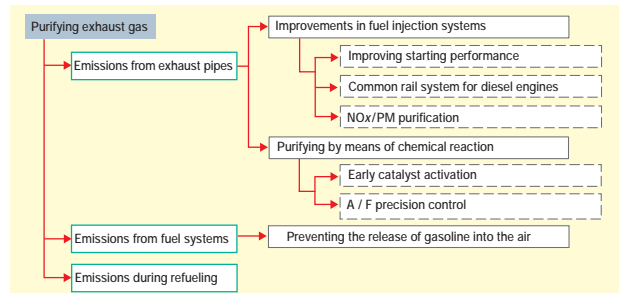 Purifying exhaust gas
Improvements in fuel injection systems
Emissions from exhaust pipes
Improving starting performance
Common rail system for diesel engines
NOx/PM purification
Purifying by means of chemical reaction
Early catalyst activation
A / F precision control
Emissions from fuel systems
Preventing the release of gasoline into the air
Emissions during refueling